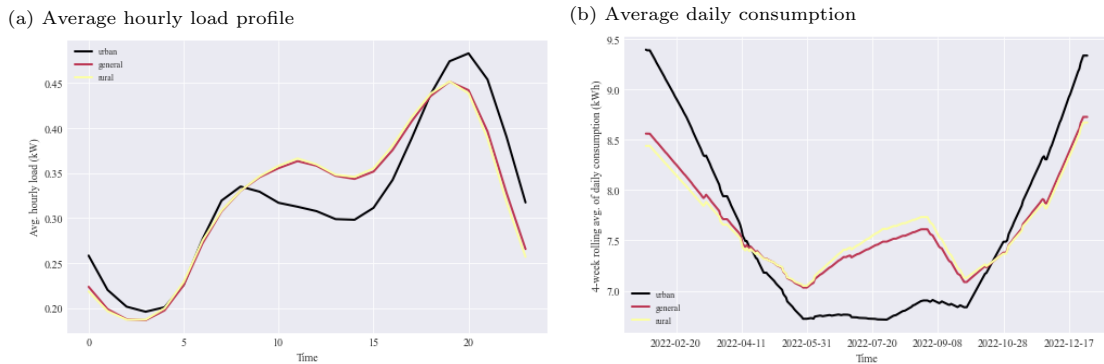 (a) Average hourly load profile
urban
general
rural
Avg. hourly load (kW)
0.45
0.40
0.35
0.30
0.25
0.20
0
5
10
15
20
Time
(b) Average daily consumption
4-week rolling avg. of daily consumption (kWh)
9.5
9.0
8.5
8.0
7.5
7.0
urban
general
rural
2022-02-20
2022-04-11
2022-05-31
2022-07-20
2022-09-08
2022-10-28
2022-12-17
Time